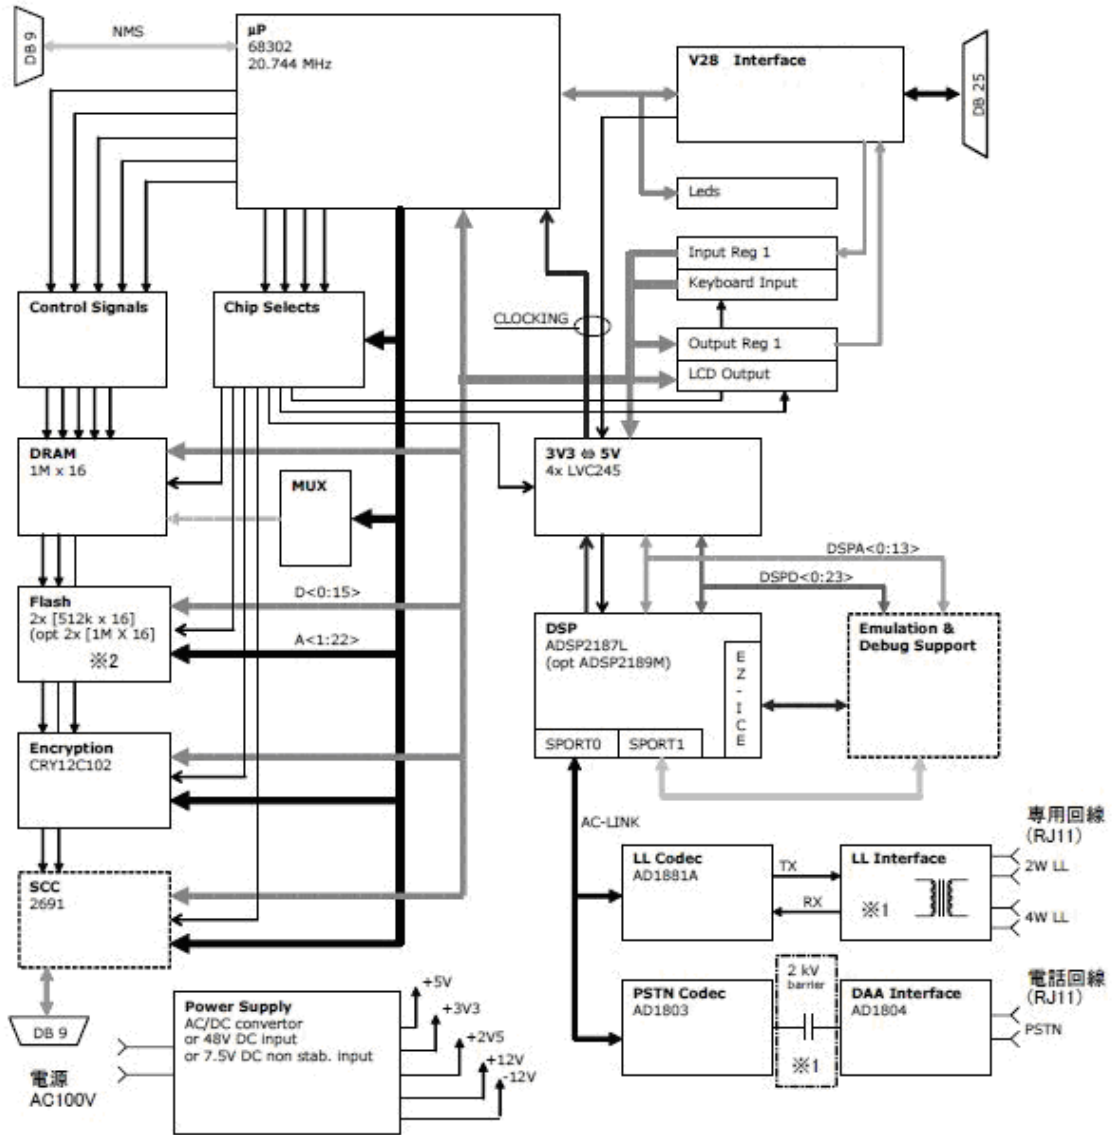 DB 9
NMS
µP
68302
20.744 MHz
V28 Interface
DB 25
Leds
Input Reg 1
Keyboard Input
Control Signals
Chip Selects
CLOCKING
Output Reg 1
LCD Output
DRAM
1M x 16
MUX
3V3 ⇔ 5V
4x LVC245
DSPA<0:13>
DSPD<0:23>
Flash
2x [512k x 16]
(opt 2x [1M X 16]
※2
D<0:15>
A<1:22>
DSP
ADSP2187L
(opt ADSP2189M)
EZ-ICE
SPORT0
SPORT1
Emulation &
Debug Support
Encryption
CRY12C102
AC-LINK
SCC
2691
LL Codec
AD1881A
TX
RX
LL Interface
※1
専用回線
(RJ11)
2W LL
4W LL
DB 9
Power Supply
AC/DC convertor
or 48V DC input
or 7.5V DC non stab. input
+5V
+3V3
+2V5
+12V
-12V
電源
AC100V
PSTN Codec
AD1803
2 kV
barrier
※1
DAA Interface
AD1804
電話回線
(RJ11)
PSTN